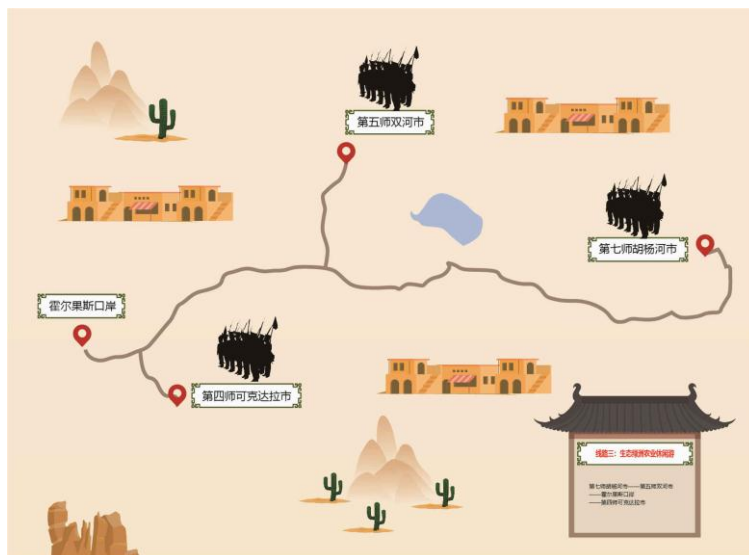 第五师双河市
第七师胡杨河市
霍尔果斯口岸
第四师可克达拉市
线路三：生态绿洲农业休闲游
第七师胡杨河市——第五师双河市
——霍尔果斯口岸
——第四师可克达拉市